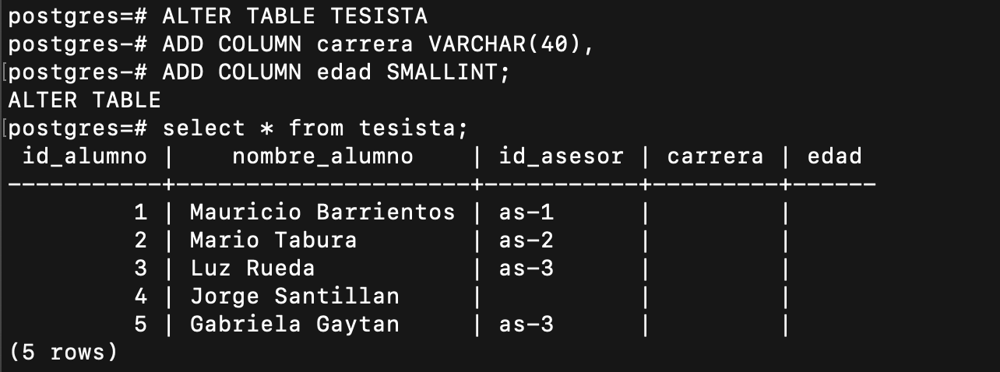 postgres=# ALTER TABLE TESISTA
postgres-# ADD COLUMN carrera VARCHAR(40),
[postgres-# ADD COLUMN edad SMALLINT;
ALTER TABLE
[postgres=# select * from tesista;
 id_alumno |    nombre_alumno    | id_asesor | carrera | edad
-----------+---------------------+-----------+---------+------
         1 | Mauricio Barrientos | as-1      |         |
         2 | Mario Tabura        | as-2      |         |
         3 | Luz Rueda           | as-3      |         |
         4 | Jorge Santillan     |           |         |
         5 | Gabriela Gaytan     | as-3      |         |
(5 rows)